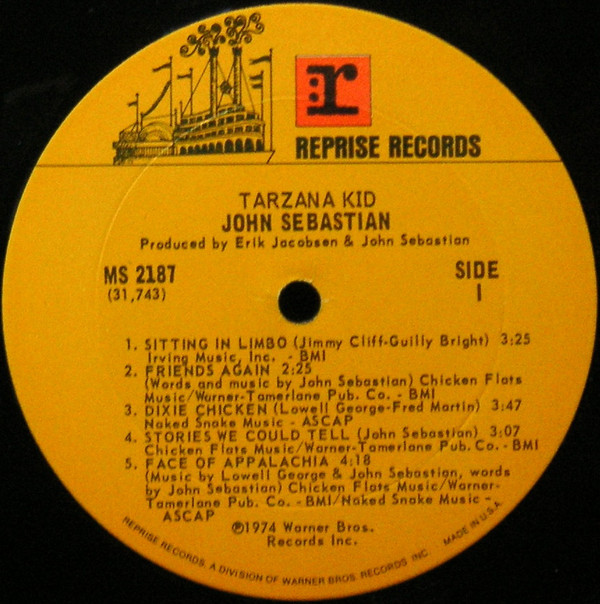 r
REPRISE RECORDS
TARZANA KID
JOHN SEBASTIAN
Produced by Erik Jacobsen & John Sebastian
MS 2187
(31,743)
SIDE
1
1. SITTING IN LIMBO (Jimmy Cliff-Guilly Bright) 3:25
Irving Music, Inc. - BMI
2. FRIENDS AGAIN 2:25
(Words and music by John Sebastian) Chicken Flats
Music/Warner-Tamerlane Pub. Co. - BMI
3. DIXIE CHICKEN (Lowell George-Fred Martin) 3:47
Naked Snake Music - ASCAP
4. STORIES WE COULD TELL (John Sebastian) 3:07
Chicken Flats Music/Warner-Tamerlane Pub. Co. - BMI
5. FACE OF APPALACHIA 4:18
(Music by Lowell George & John Sebastian, words
by John Sebastian) Chicken Flats Music/Warner-
Tamerlane Pub. Co. - BMI/Naked Snake Music -
ASCAP
℗1974 Warner Bros.
Records Inc.
REPRISE RECORDS, A DIVISION OF WARNER BROS. RECORDS, INC. MADE IN U.S.A.